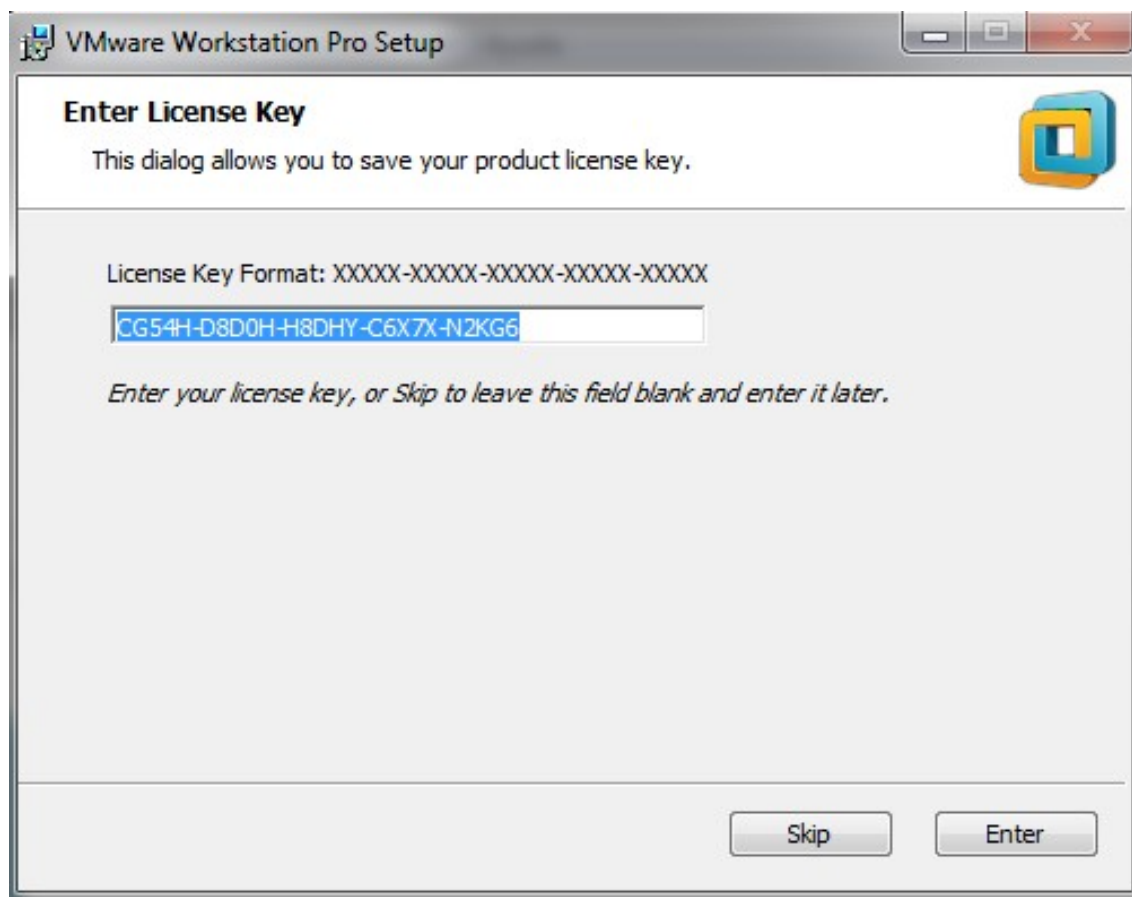 VMware Workstation Pro Setup
Enter License Key
This dialog allows you to save your product license key.
License Key Format: XXXXX-XXXXX-XXXXX-XXXXX-XXXXX
CG54H-D8D0H-H8DHY-C6X7X-N2KG6
Enter your license key, or Skip to leave this field blank and enter it later.
Skip Enter